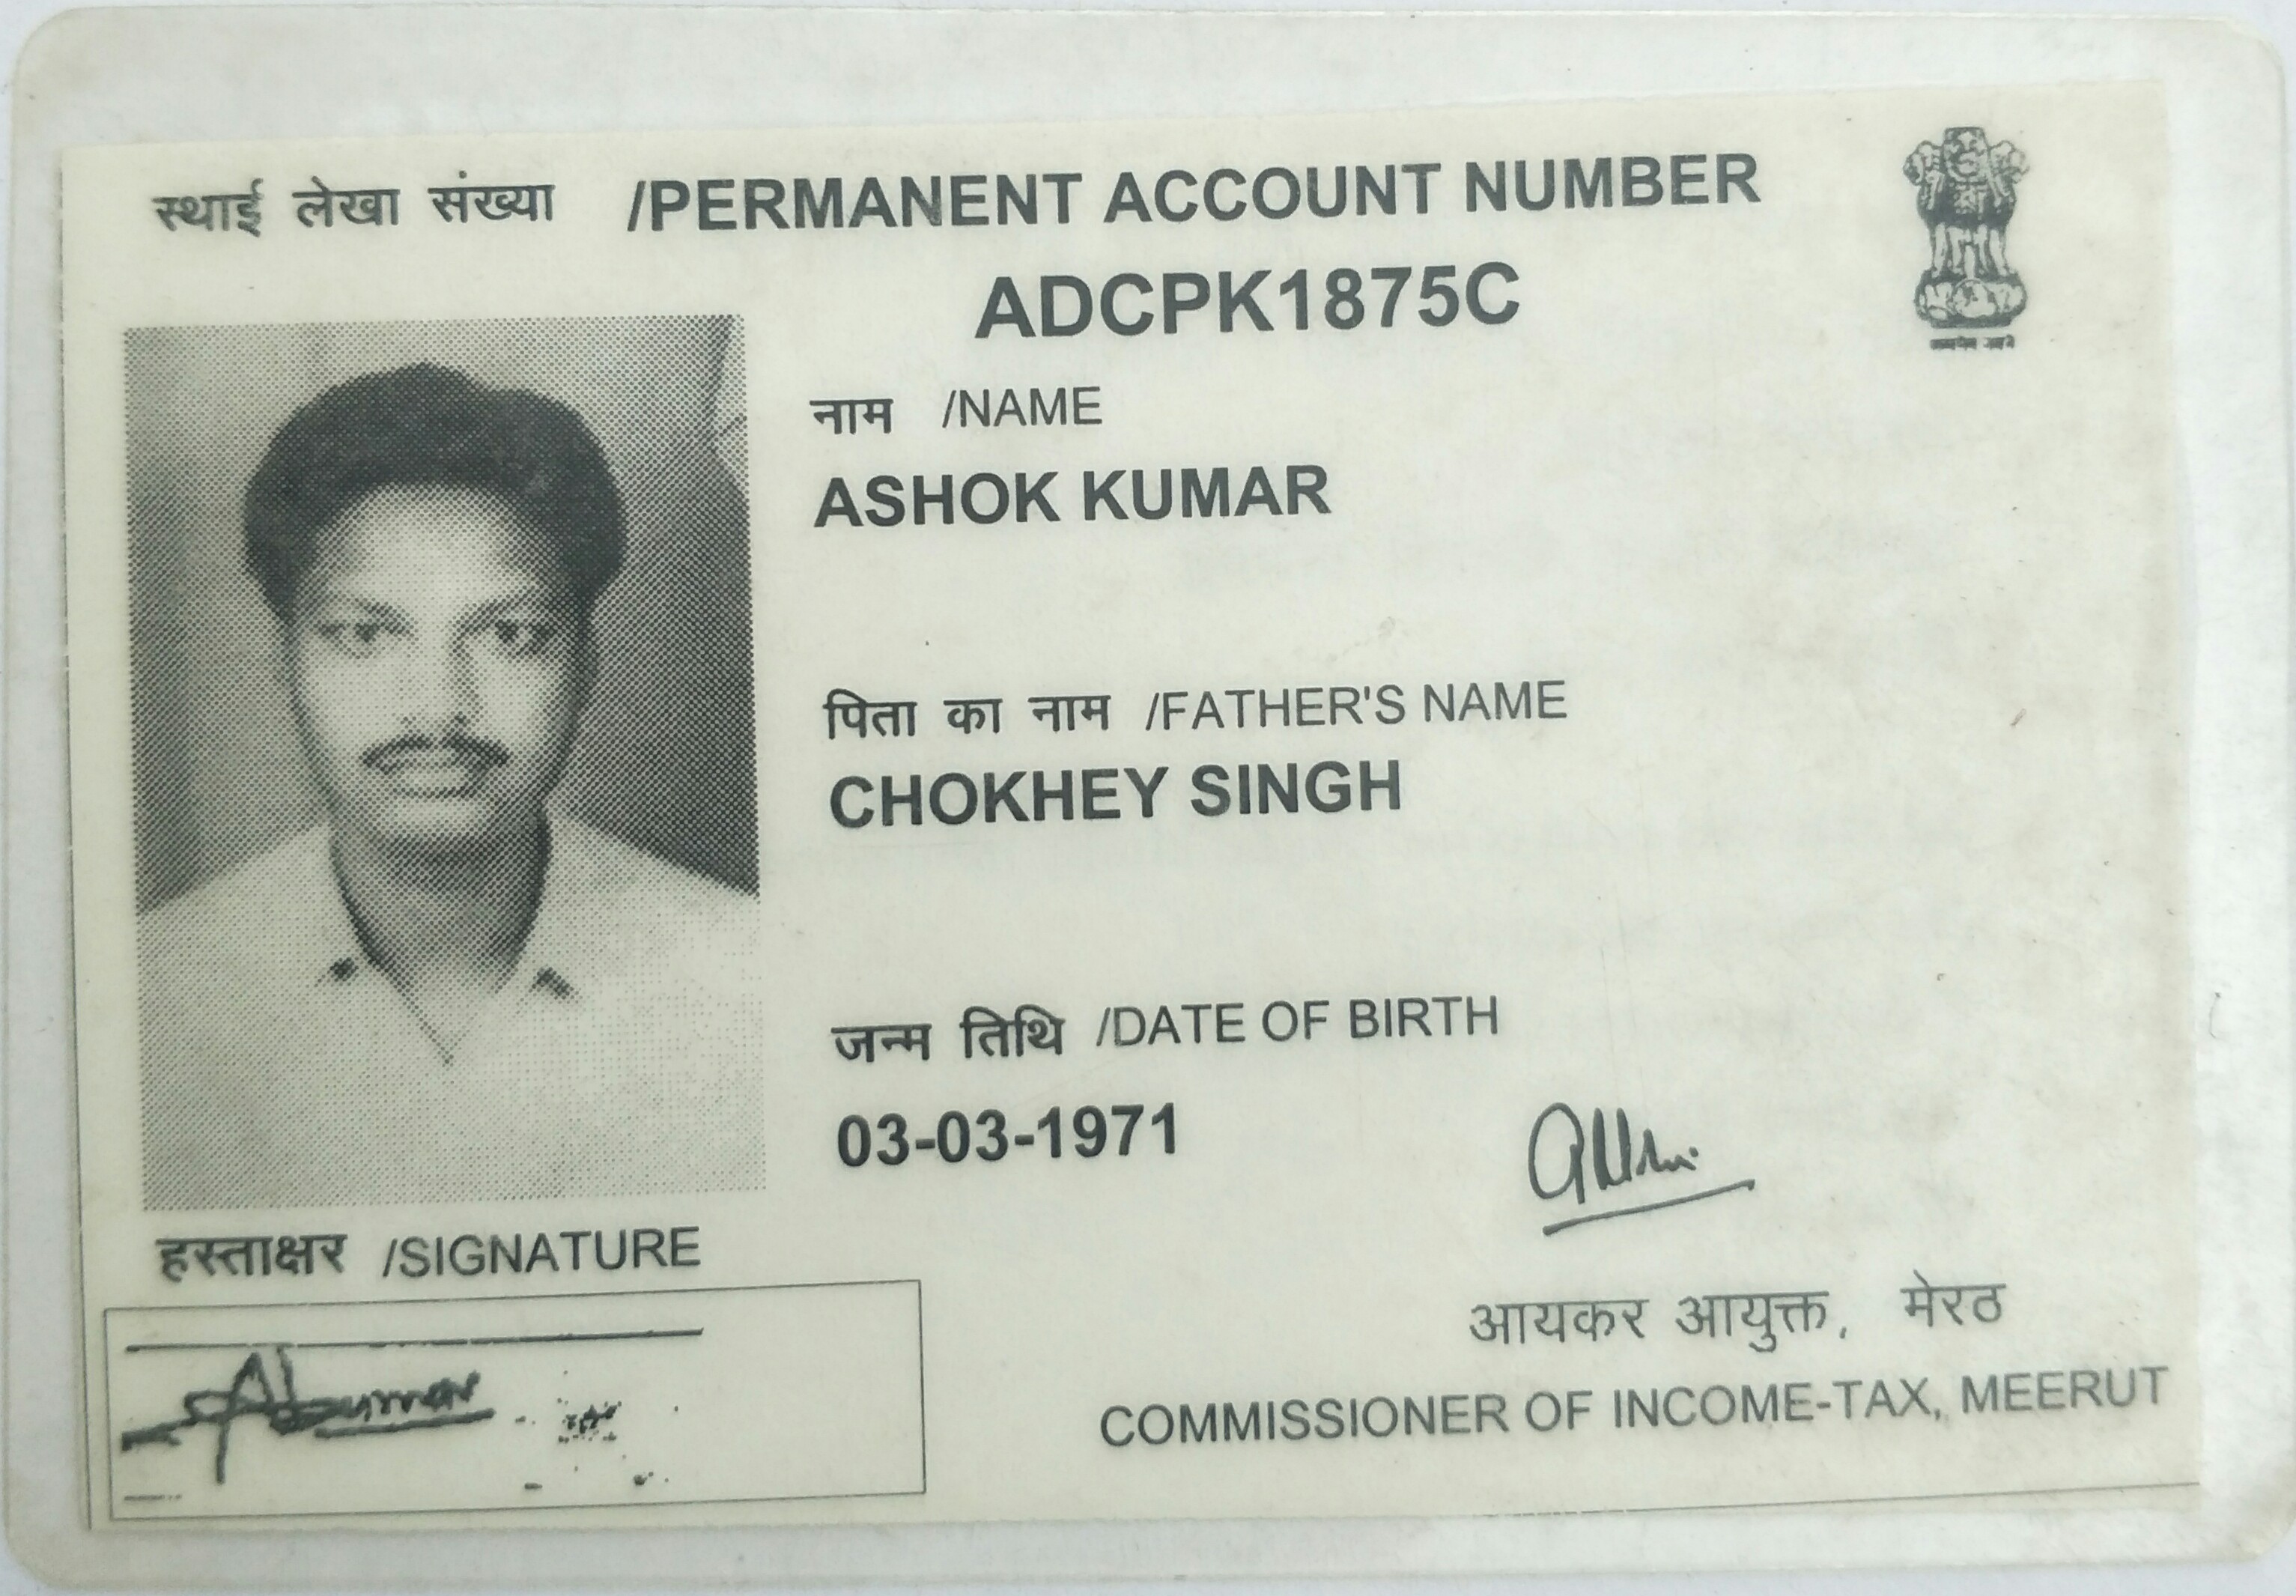 स्थाई लेखा संख्या /PERMANENT ACCOUNT NUMBER
ADCPK1875C
नाम /NAME
ASHOK KUMAR
पिता का नाम /FATHER'S NAME
CHOKHEY SINGH
जन्म तिथि /DATE OF BIRTH
03-03-1971
हस्ताक्षर /SIGNATURE
आयकर आयुक्त, मेरठ
COMMISSIONER OF INCOME-TAX, MEERUT